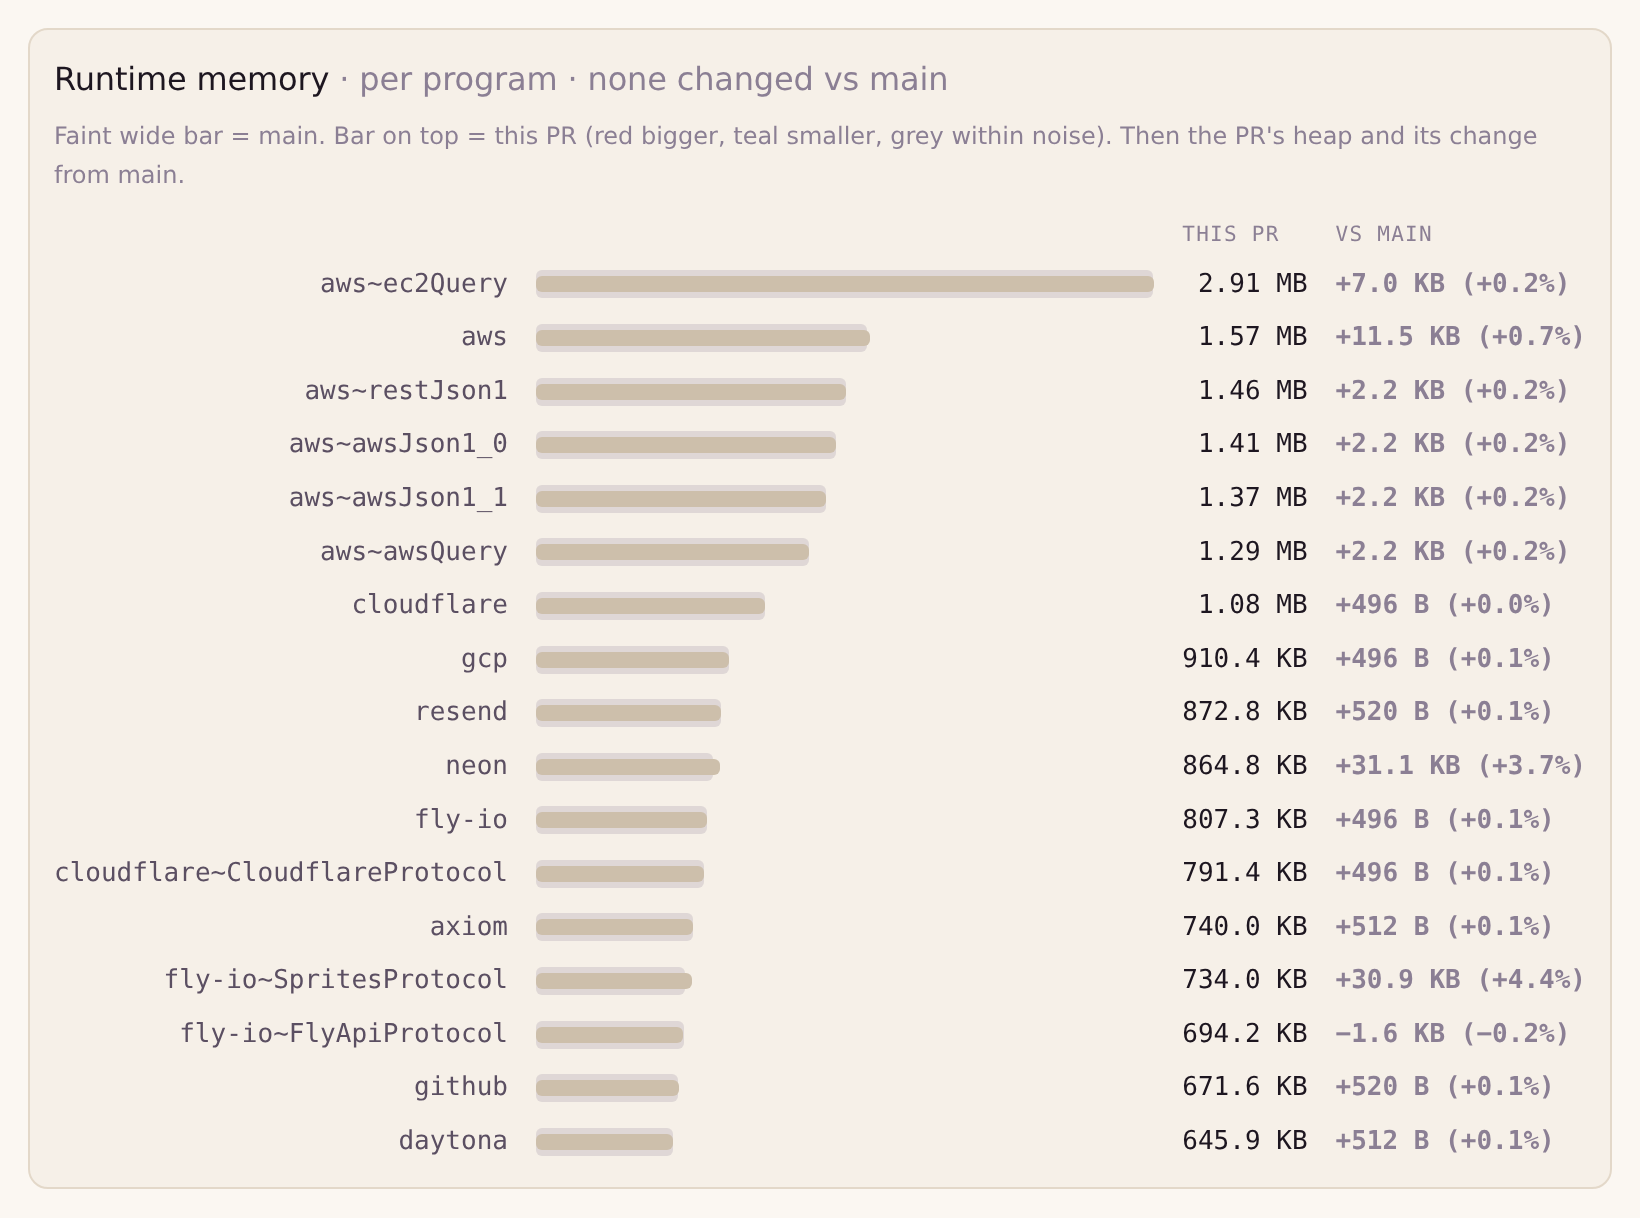 Runtime memory · per program · none changed vs main
Faint wide bar = main. Bar on top = this PR (red bigger, teal smaller, grey within noise). Then the PR's heap and its change
from main.
THIS PR VS MAIN
aws~ec2Query 2.91 MB +7.0 KB (+0.2%)
aws 1.57 MB +11.5 KB (+0.7%)
aws~restJson1 1.46 MB +2.2 KB (+0.2%)
aws~awsJson1_0 1.41 MB +2.2 KB (+0.2%)
aws~awsJson1_1 1.37 MB +2.2 KB (+0.2%)
aws~awsQuery 1.29 MB +2.2 KB (+0.2%)
cloudflare 1.08 MB +496 B (+0.0%)
gcp 910.4 KB +496 B (+0.1%)
resend 872.8 KB +520 B (+0.1%)
neon 864.8 KB +31.1 KB (+3.7%)
fly-io 807.3 KB +496 B (+0.1%)
cloudflare~CloudflareProtocol 791.4 KB +496 B (+0.1%)
axiom 740.0 KB +512 B (+0.1%)
fly-io~SpritesProtocol 734.0 KB +30.9 KB (+4.4%)
fly-io~FlyApiProtocol 694.2 KB −1.6 KB (−0.2%)
github 671.6 KB +520 B (+0.1%)
daytona 645.9 KB +512 B (+0.1%)